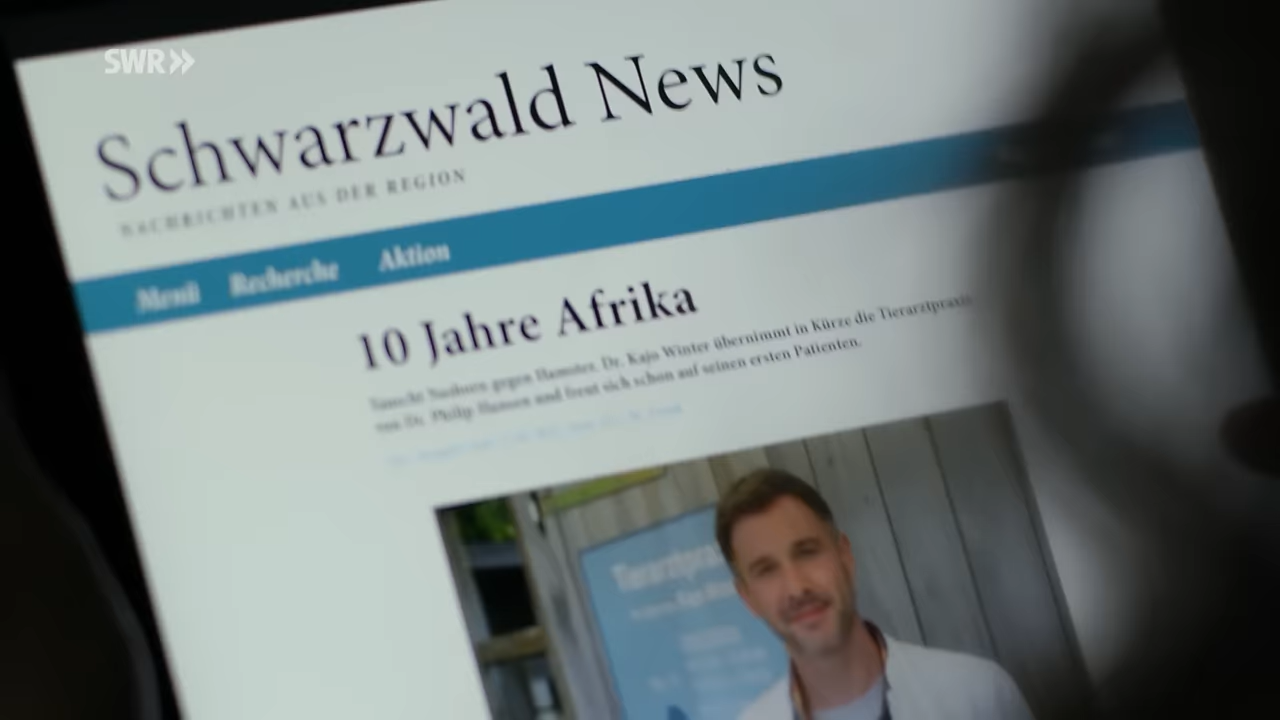 SWR»
Schwarzwald News
NACHRICHTEN AUS DER REGION
Menü Recherche Aktion
10 Jahre Afrika
Tauscht Nashorn gegen Hamster. Dr. Kajo Winter übernimmt in Kürze die Tierarztpraxis
von Dr. Philip Hansen und freut sich schon auf seinen ersten Patienten.